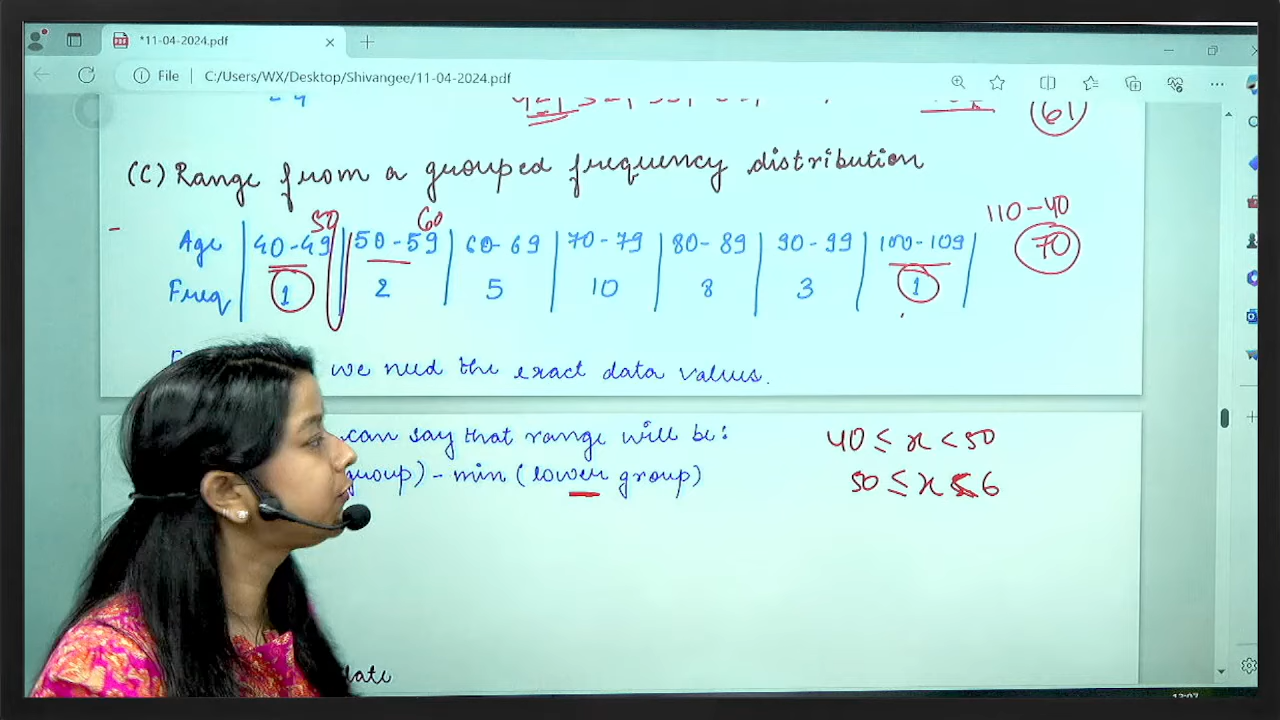 *11-04-2024.pdf
File C:/Users/WX/Desktop/Shivangee/11-04-2024.pdf
61
(C) Range from a grouped frequency distribution
50 60 110-40
Age 40-49 50-59 60-69 70-79 80-89 90-99 100-109 70
Freq 1 2 5 10 8 3 1
we need the exact data values.
can say that range will be: 40 ≤ x < 50
group) - min (lower group) 50 ≤ x < 6